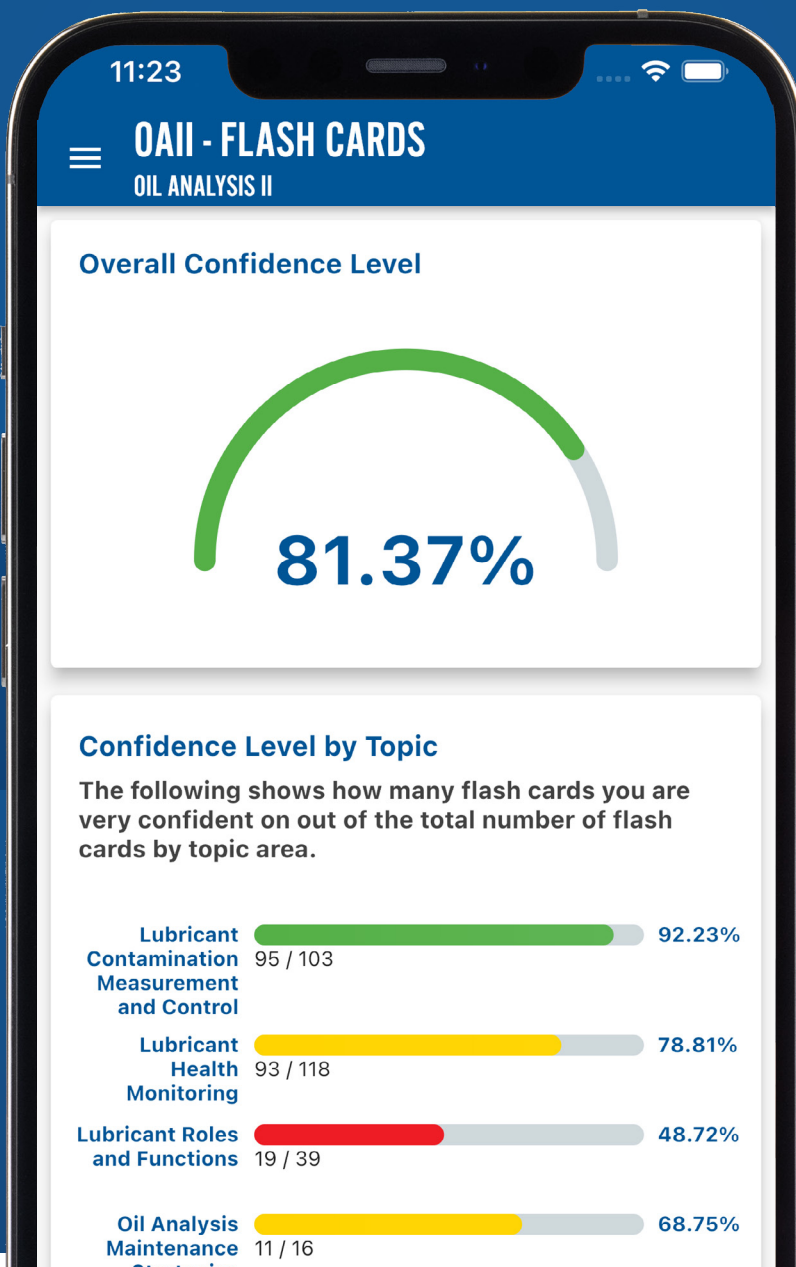 11:23
OAII - FLASH CARDS
OIL ANALYSIS II
Overall Confidence Level
81.37%
Confidence Level by Topic
The following shows how many flash cards you are
very confident on out of the total number of flash
cards by topic area.
Lubricant
Contamination
Measurement
and Control
92.23%
95 / 103
Lubricant
Health
Monitoring
78.81%
93 / 118
Lubricant Roles
and Functions
48.72%
19 / 39
Oil Analysis
Maintenance
68.75%
11 / 16